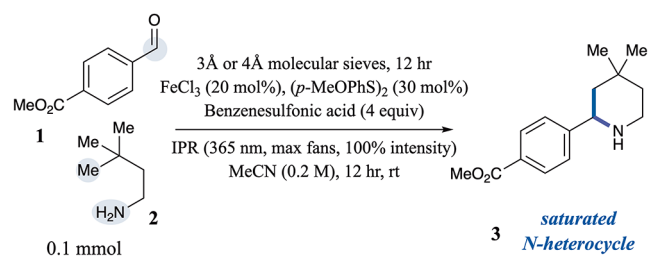 O
MeO₂C
1
Me
Me
Me
H₂N
2
0.1 mmol
3Å or 4Å molecular sieves, 12 hr
FeCl₃ (20 mol%), (p-MeOPhS)₂ (30 mol%)
Benzenesulfonic acid (4 equiv)
IPR (365 nm, max fans, 100% intensity)
MeCN (0.2 M), 12 hr, rt
Me Me
NH
MeO₂C
3
saturated
N-heterocycle